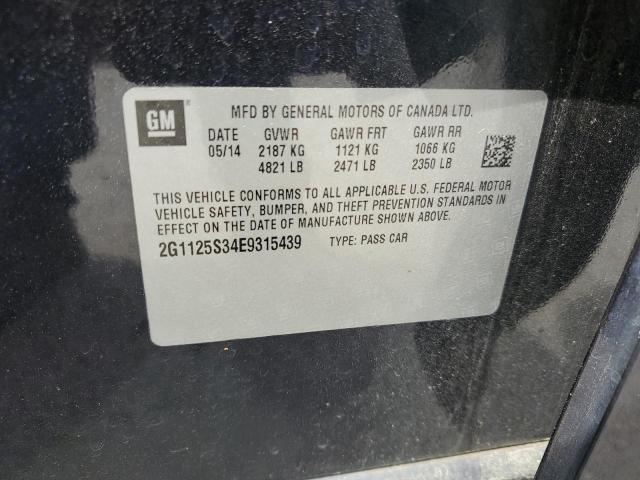 GM
MFD BY GENERAL MOTORS OF CANADA LTD.
DATE GVWR GAWR FRT GAWR RR
05/14 2187 KG 1121 KG 1066 KG
4821 LB 2471 LB 2350 LB
THIS VEHICLE CONFORMS TO ALL APPLICABLE U.S. FEDERAL MOTOR
VEHICLE SAFETY, BUMPER, AND THEFT PREVENTION STANDARDS IN
EFFECT ON THE DATE OF MANUFACTURE SHOWN ABOVE.
2G1125S34E9315439 TYPE: PASS CAR